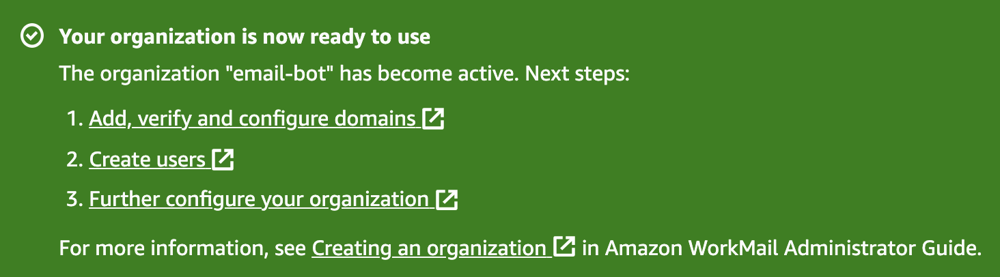 Your organization is now ready to use
The organization "email-bot" has become active. Next steps:
1. Add, verify and configure domains
2. Create users
3. Further configure your organization
For more information, see Creating an organization in Amazon WorkMail Administrator Guide.